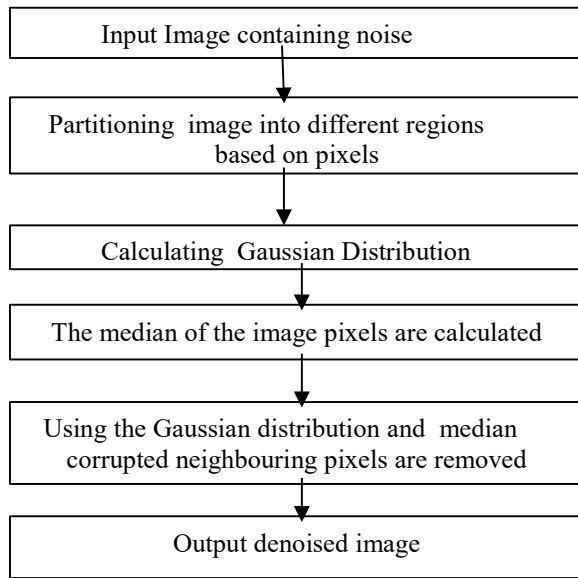 Input Image containing noise
Partitioning image into different regions
based on pixels
Calculating Gaussian Distribution
The median of the image pixels are calculated
Using the Gaussian distribution and median
corrupted neighbouring pixels are removed
Output denoised image